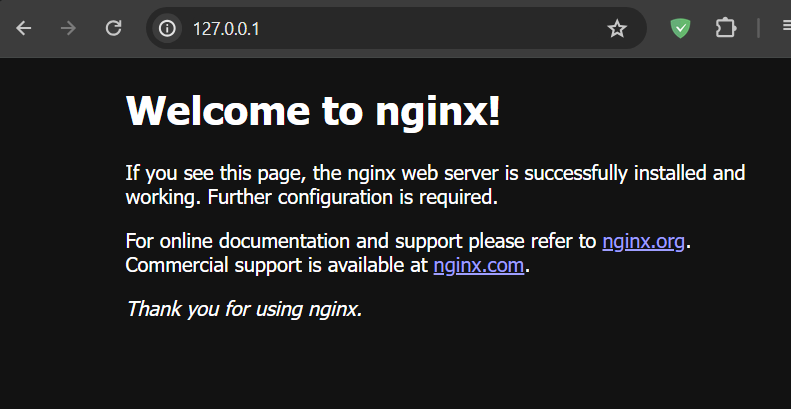 127.0.0.1
Welcome to nginx!
If you see this page, the nginx web server is successfully installed and
working. Further configuration is required.
For online documentation and support please refer to nginx.org.
Commercial support is available at nginx.com.
Thank you for using nginx.